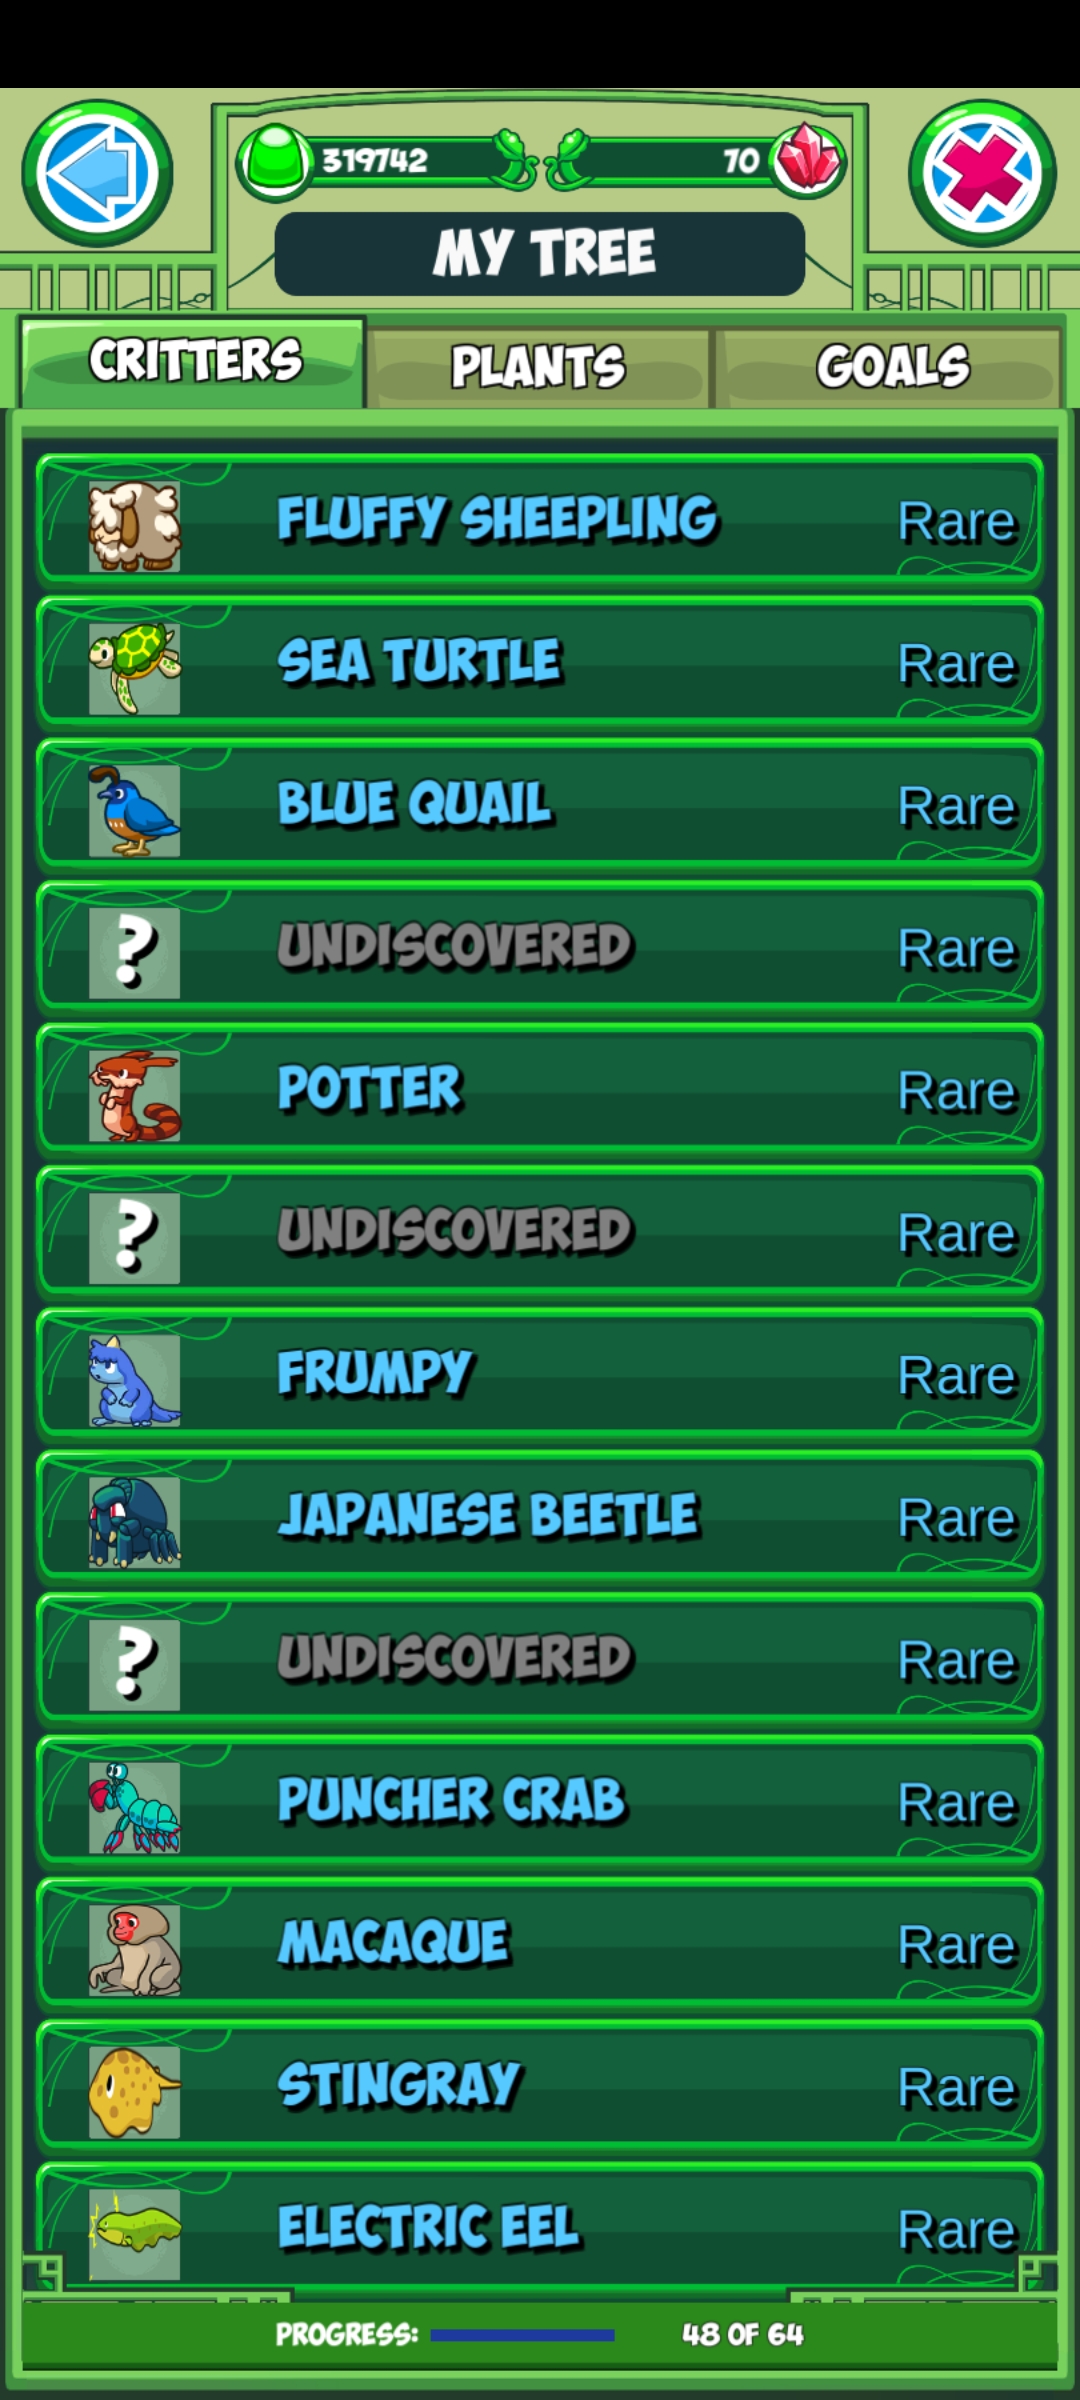 319742 70
MY TREE
CRITTERS PLANTS GOALS
FLUFFY SHEEPLING Rare
SEA TURTLE Rare
BLUE QUAIL Rare
? UNDISCOVERED Rare
POTTER Rare
? UNDISCOVERED Rare
FRUMPY Rare
JAPANESE BEETLE Rare
? UNDISCOVERED Rare
PUNCHER CRAB Rare
MACAQUE Rare
STINGRAY Rare
ELECTRIC EEL Rare
PROGRESS: 48 OF 64